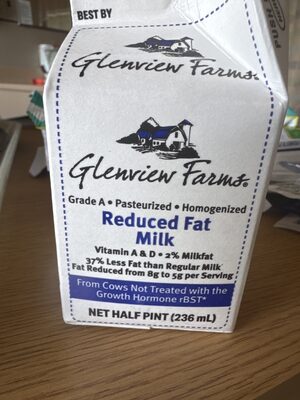 BEST BY
Glenview Farms®
Glenview Farms®
Grade A • Pasteurized • Homogenized
Reduced Fat
Milk
Vitamin A & D • 2% Milkfat
37% Less Fat than Regular Milk
Fat Reduced from 8g to 5g per Serving
From Cows Not Treated with the
Growth Hormone rBST*
NET HALF PINT (236 mL)